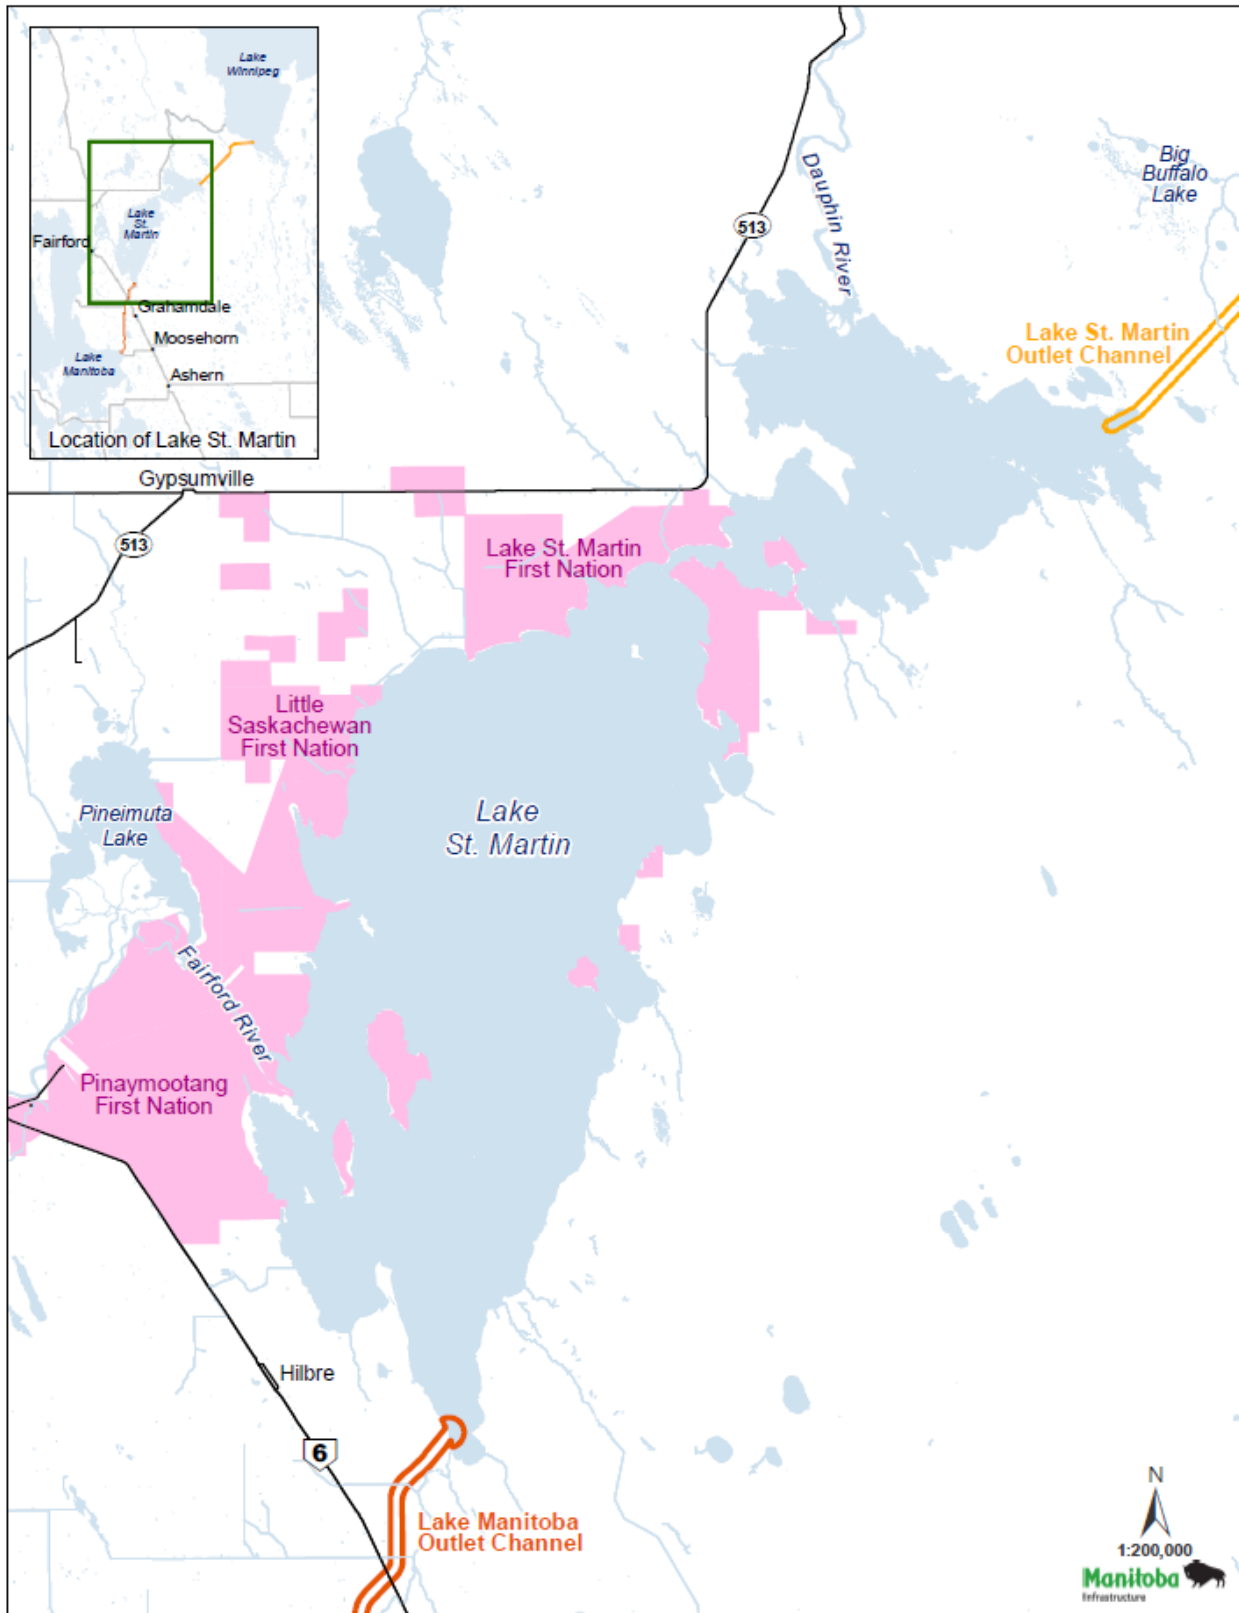 Lake
Winnipeg
Lake
St.
Martin
Fairford
Grahamdale
Moosehorn
Lake
Manitoba
Ashern
Location of Lake St. Martin
Big
Buffalo
Lake
Dauphin River
513
Lake St. Martin
Outlet Channel
Gypsumville
513
Lake St. Martin
First Nation
Little
Saskachewan
First Nation
Pineimuta
Lake
Lake
St. Martin
Fairford River
Pinaymootang
First Nation
Hilbre
6
Lake Manitoba
Outlet Channel
N
1:200,000
Manitoba
Infrastructure